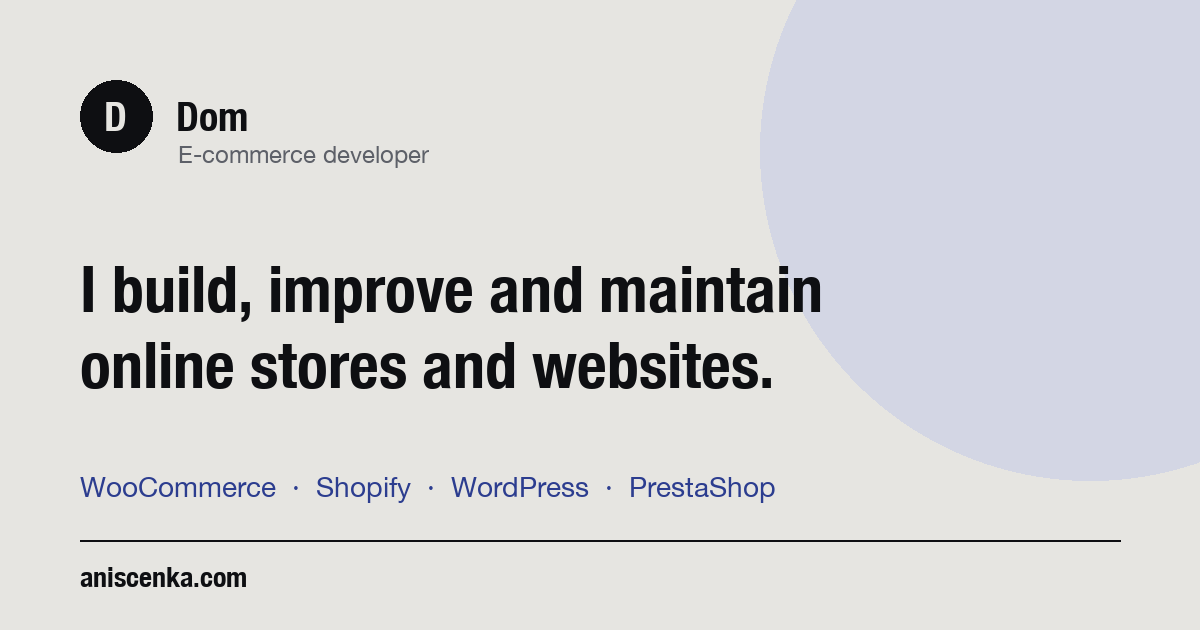 D
Dom
E-commerce developer
I build, improve and maintain
online stores and websites.
WooCommerce · Shopify · WordPress · PrestaShop
aniscenka.com